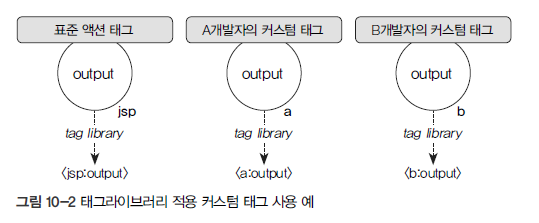 표준 액션 태그
A개발자의 커스텀 태그
B개발자의 커스텀 태그
output
output
output
jsp
a
b
tag library
tag library
tag library
〈jsp:output〉
〈a:output〉
〈b:output〉
그림 10-2 태그라이브러리 적용 커스텀 태그 사용 예